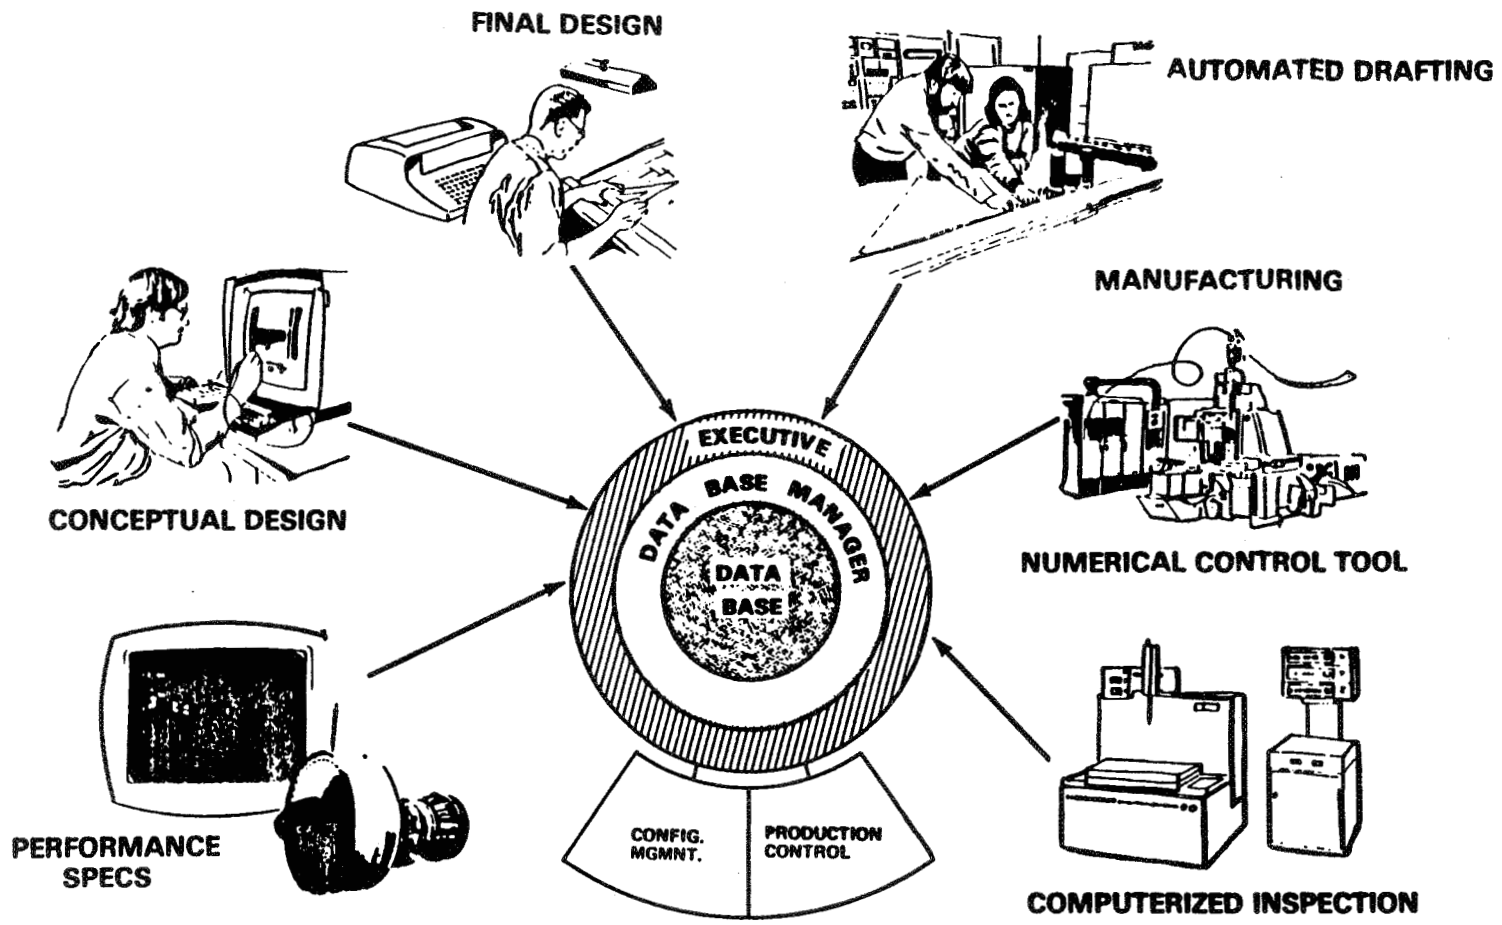 FINAL DESIGN
AUTOMATED DRAFTING
MANUFACTURING
CONCEPTUAL DESIGN
EXECUTIVE
DATA BASE MANAGER
DATA
BASE
NUMERICAL CONTROL TOOL
PERFORMANCE
SPECS
CONFIG.
MGMNT.
PRODUCTION
CONTROL
COMPUTERIZED INSPECTION